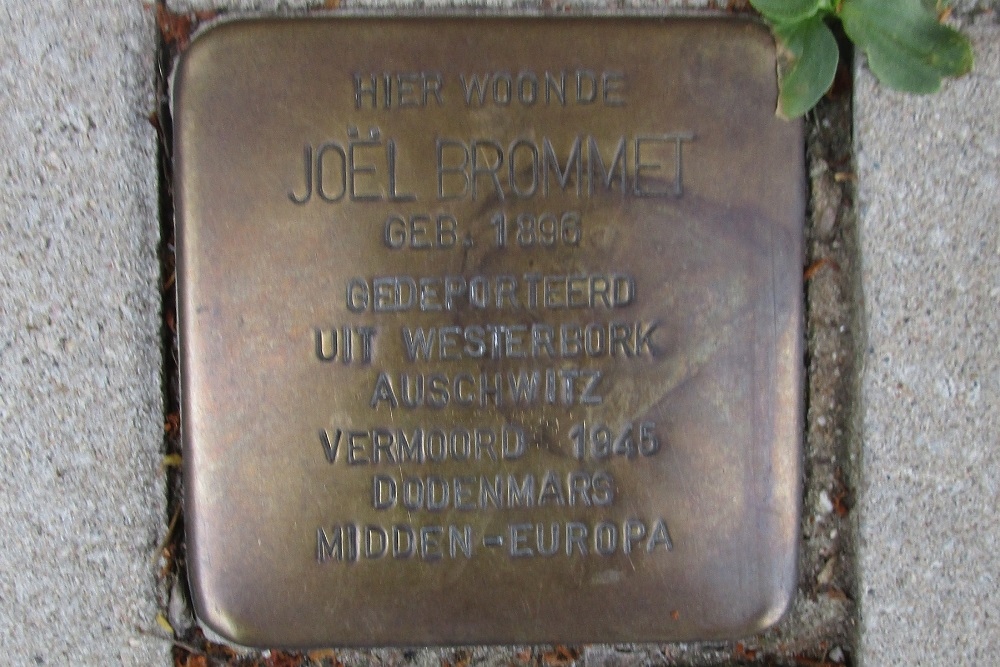 HIER WOONDE
JOËL BROMMET
GEB. 1896
GEDEPORTEERD
UIT WESTERBORK
AUSCHWITZ
VERMOORD 1945
DODENMARS
MIDDEN-EUROPA